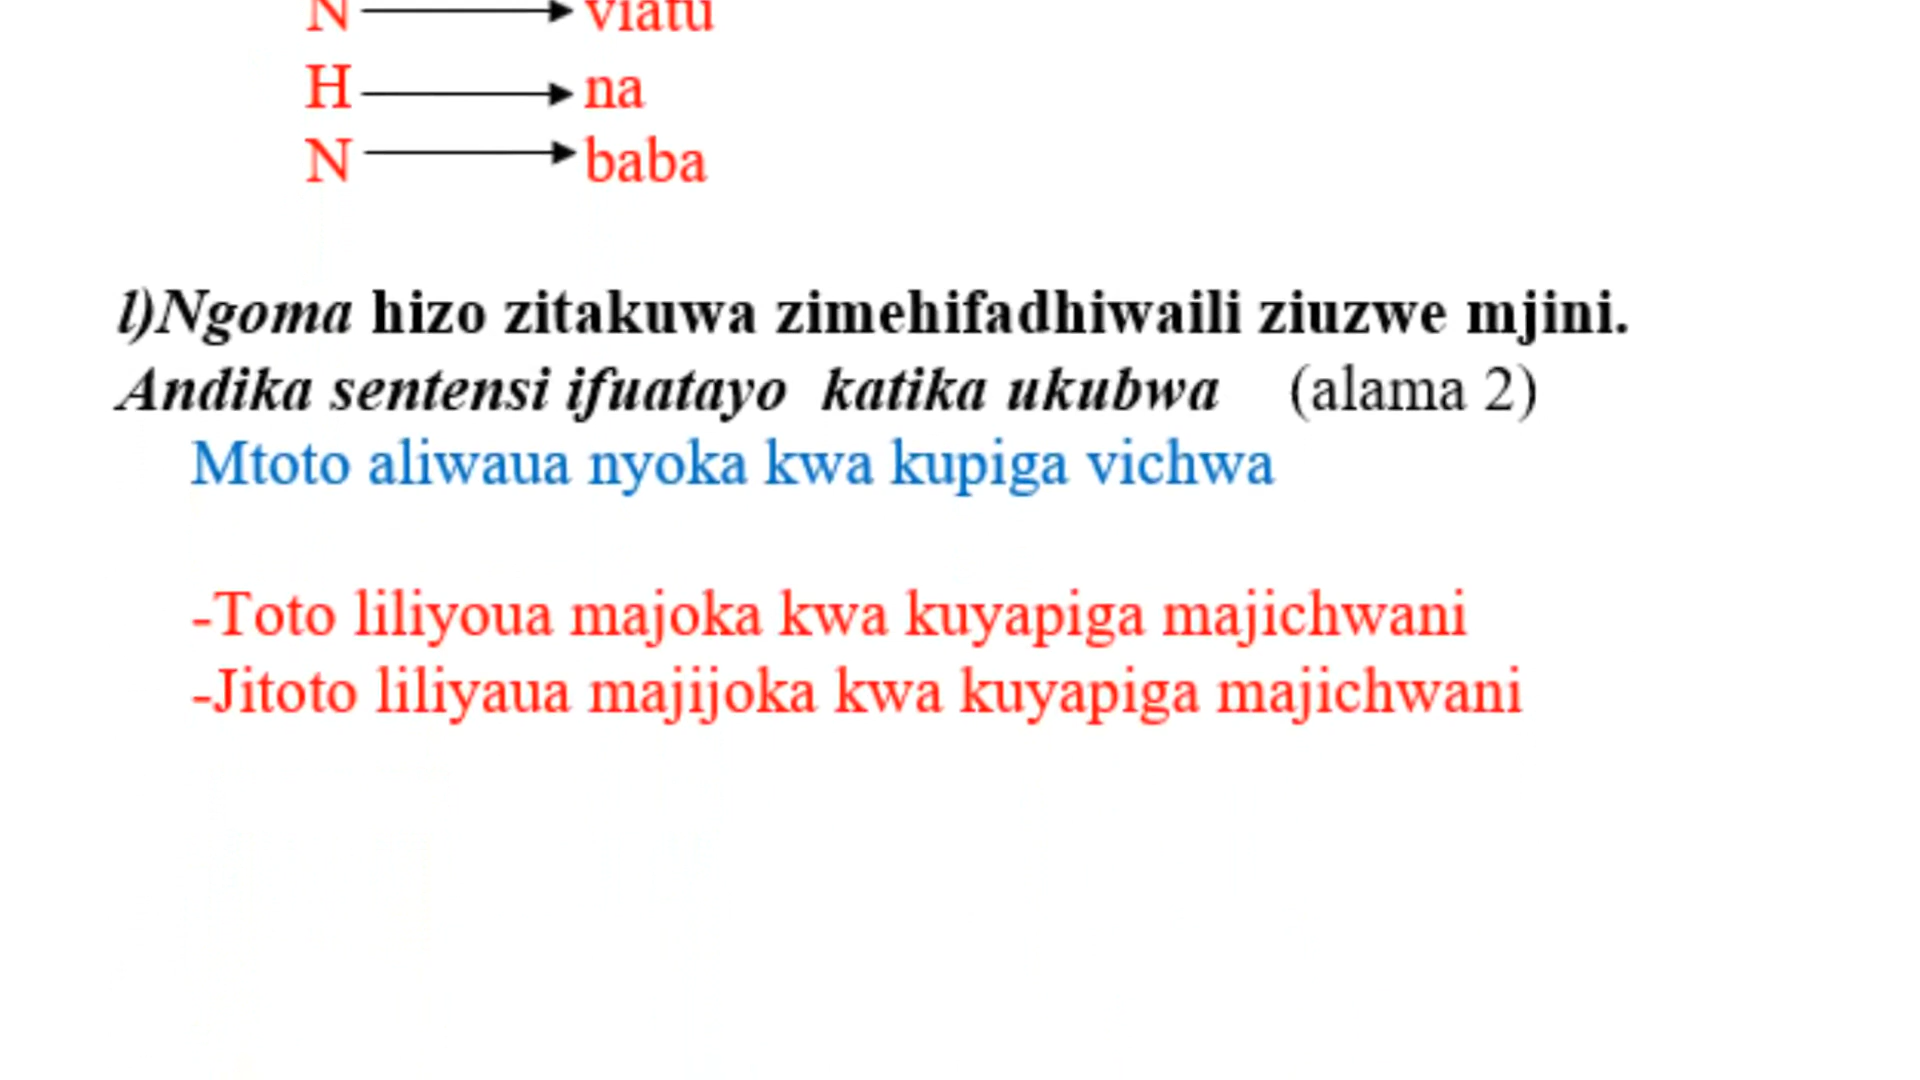 N → viatu
H → na
N → baba
l)Ngoma hizo zitakuwa zimehifadhiwaili ziuzwe mjini.
Andika sentensi ifuatayo katika ukubwa (alama 2)
Mtoto aliwaua nyoka kwa kupiga vichwa
-Toto liliyoua majoka kwa kuyapiga majichwani
-Jitoto liliyaua majijoka kwa kuyapiga majichwani